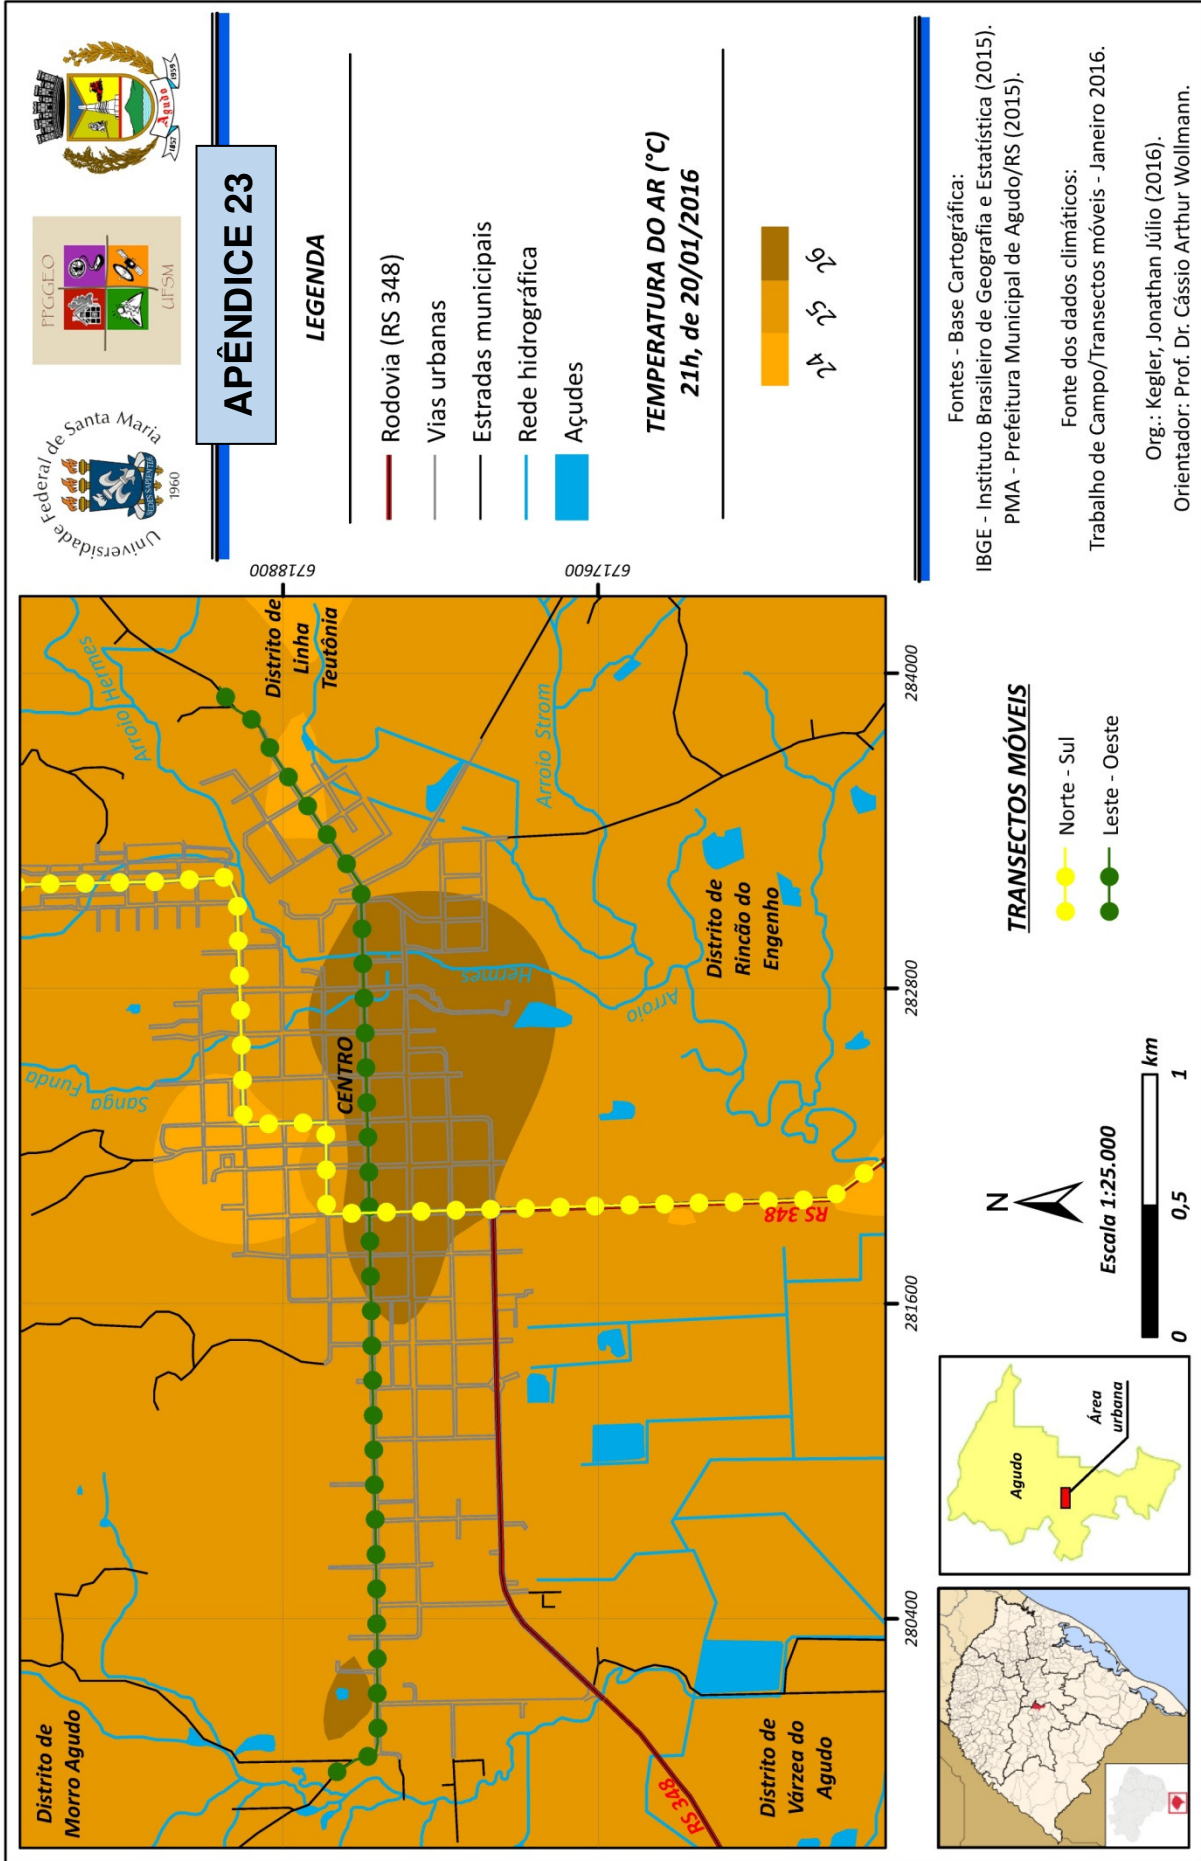 Universidade Federal de Santa Maria
1960
SEDES SAPIENTIÆ
PPGGEO
UFSM
1857
Agudo
1959
APÊNDICE 23
LEGENDA
Rodovia (RS 348)
Vias urbanas
Estradas municipais
Rede hidrográfica
Açudes
TEMPERATURA DO AR (°C)
21h, de 20/01/2016
24
25
26
Fontes - Base Cartográfica:
IBGE - Instituto Brasileiro de Geografia e Estatística (2015).
PMA - Prefeitura Municipal de Agudo/RS (2015).
Fonte dos dados climáticos:
Trabalho de Campo/Transectos móveis - Janeiro 2016.
Org.: Kegler, Jonathan Júlio (2016).
Orientador: Prof. Dr. Cássio Arthur Wollmann.
Distrito de
Morro Agudo
Sanga
Funda
Arroio Hermes
Distrito de
Linha
Teutônia
CENTRO
Hermes
Arroio
Arroio Strom
Distrito de
Rincão do
Engenho
RS 348
RS 348
Distrito de
Várzea do
Agudo
6718800
6717600
280400
281600
282800
284000
Agudo
Área
urbana
N
Escala 1:25.000
0
0,5
1
km
TRANSECTOS MÓVEIS
Norte - Sul
Leste - Oeste